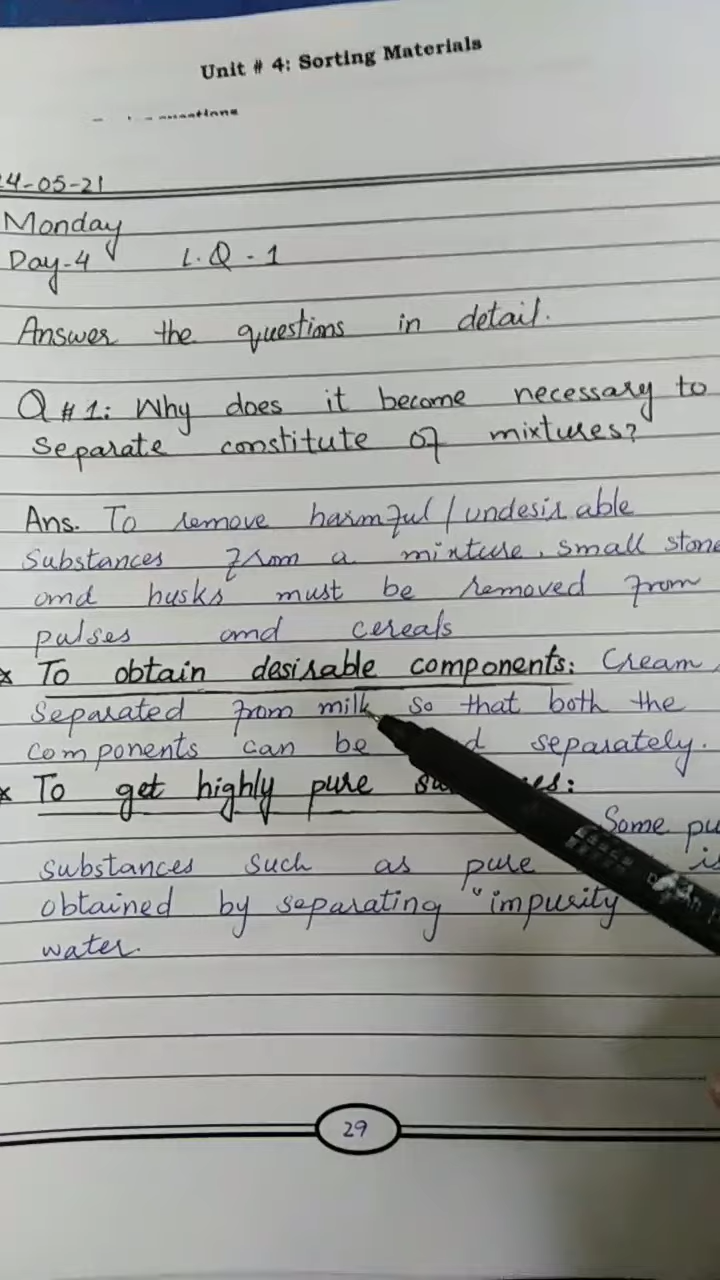 Unit # 4: Sorting Materials
4-05-21
Monday
Day-4 L.Q - 1
Answer the questions in detail.
Q # 1: Why does it become necessary to
separate constitute of mixtures?
Ans. To remove harmful/undesirable
substances from a mixture, small stone
and husks must be removed from
pulses and cereals
* To obtain desirable components: Cream
separated from milk so that both the
components can be separately.
* To get highly pure
Some
substances such as pure is
obtained by separating "impurity
water.
29